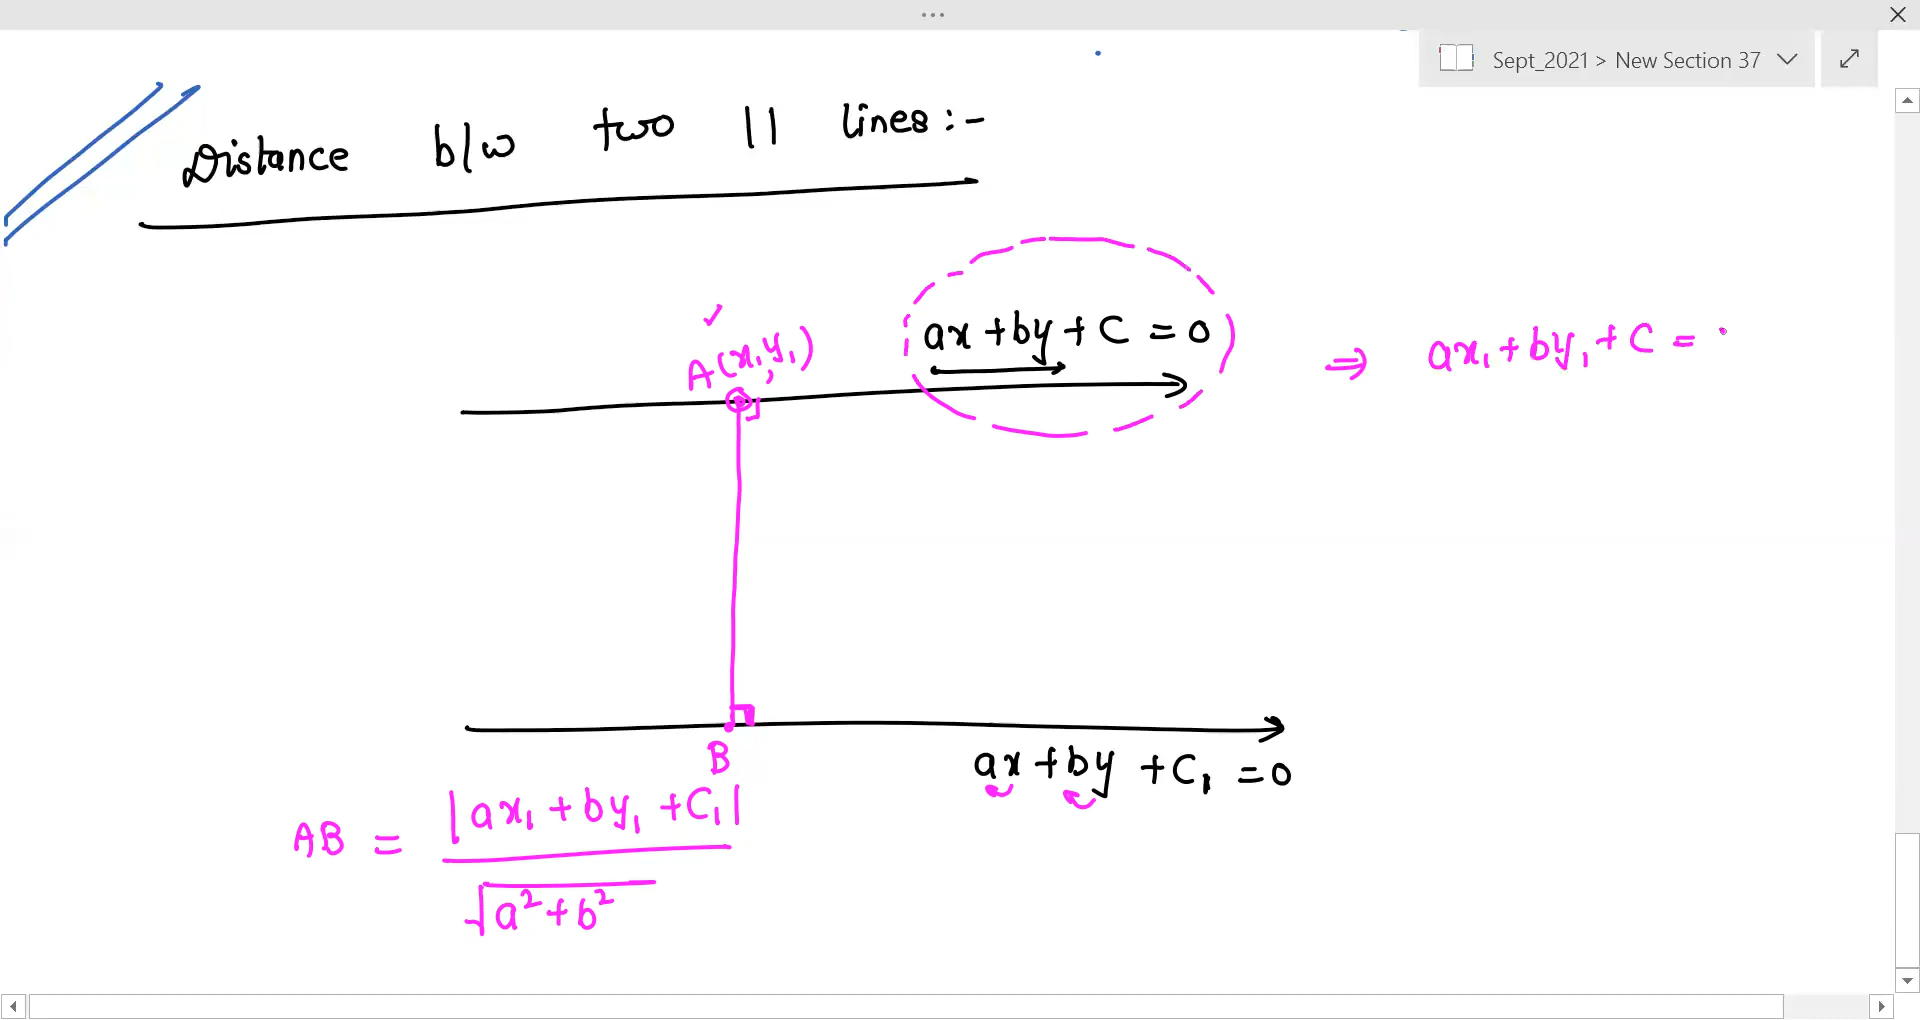 ...
Sept_2021 > New Section 37
Distance b/w two || lines :-
A(x₁, y₁)
ax + by + C = 0
⇒ ax₁ + by₁ + C =
B
ax + by + C₁ = 0
AB = |ax₁ + by₁ + C₁| / √a² + b²